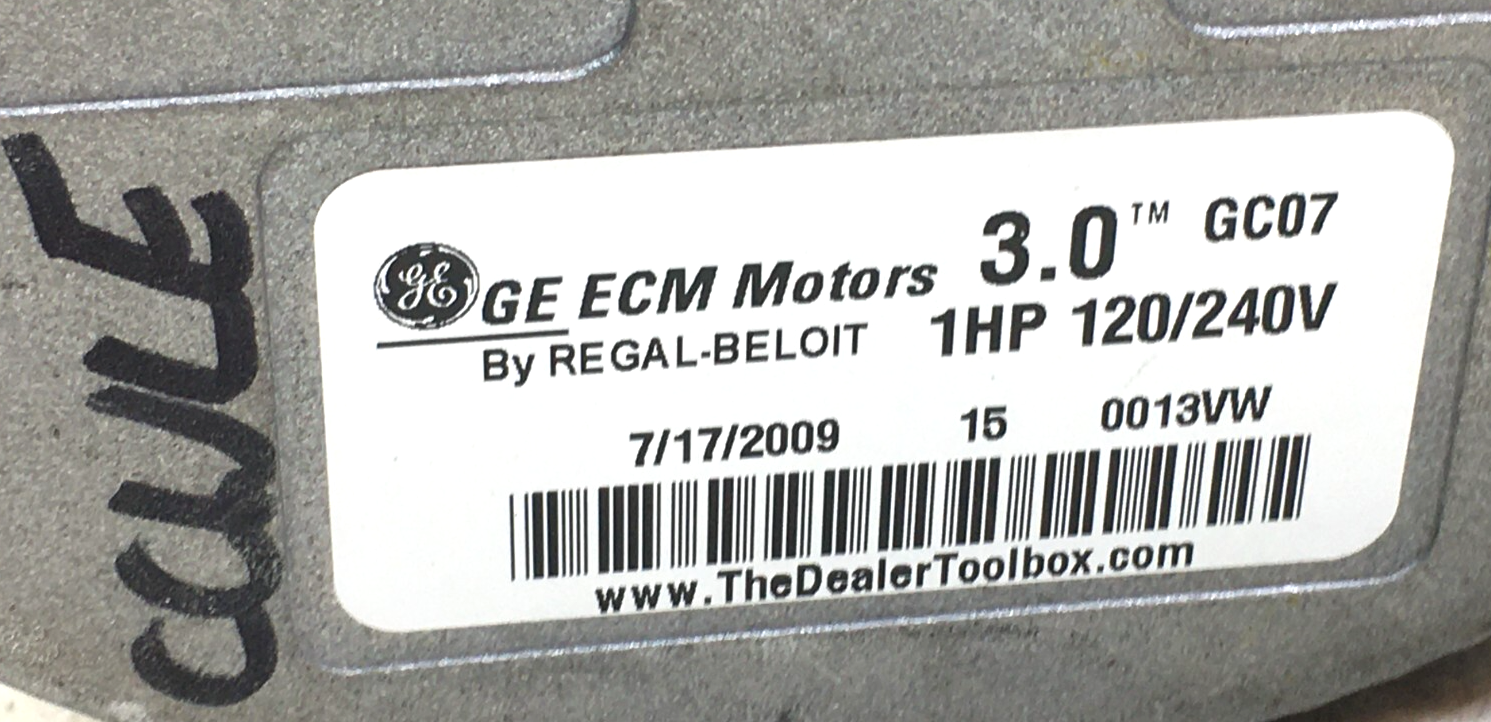 CCWLE
GE GE ECM Motors 3.0™ GC07
By REGAL-BELOIT 1HP 120/240V
7/17/2009 15 0013VW
www.TheDealerToolbox.com